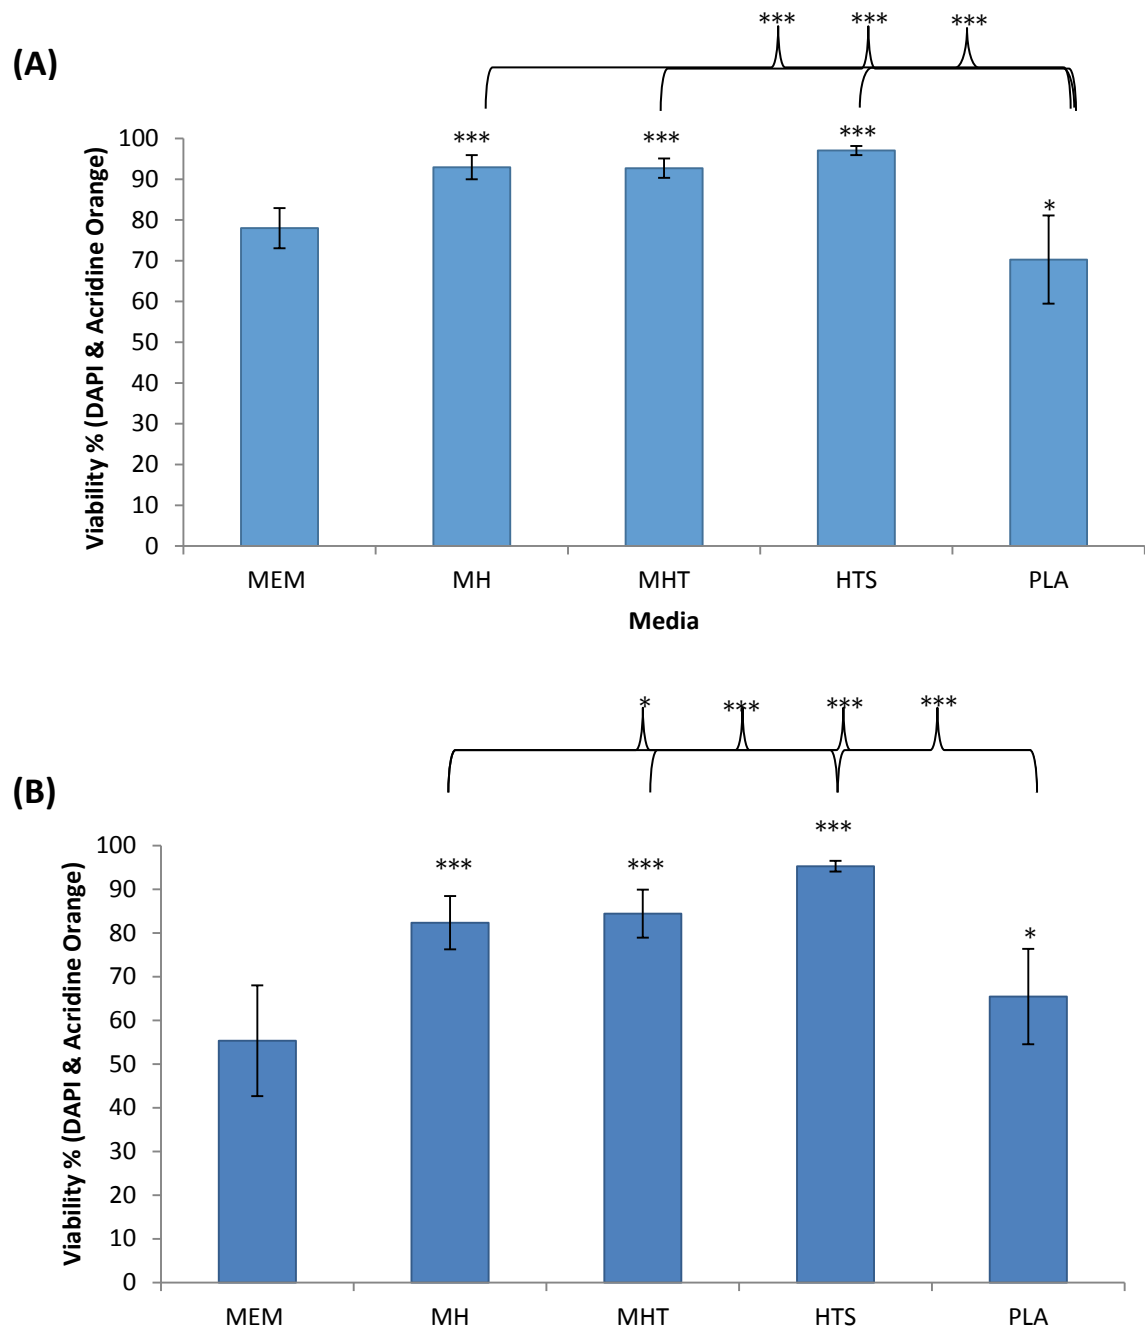 *** *** ***
(A)
Viability % (DAPI & Acridine Orange)
100
90
80
70
60
50
40
30
20
10
0
*** *** *** *
MEM MH MHT HTS PLA
Media
* *** *** ***
(B)
Viability % (DAPI & Acridine Orange)
100
90
80
70
60
50
40
30
20
10
0
*** *** *** *
MEM MH MHT HTS PLA